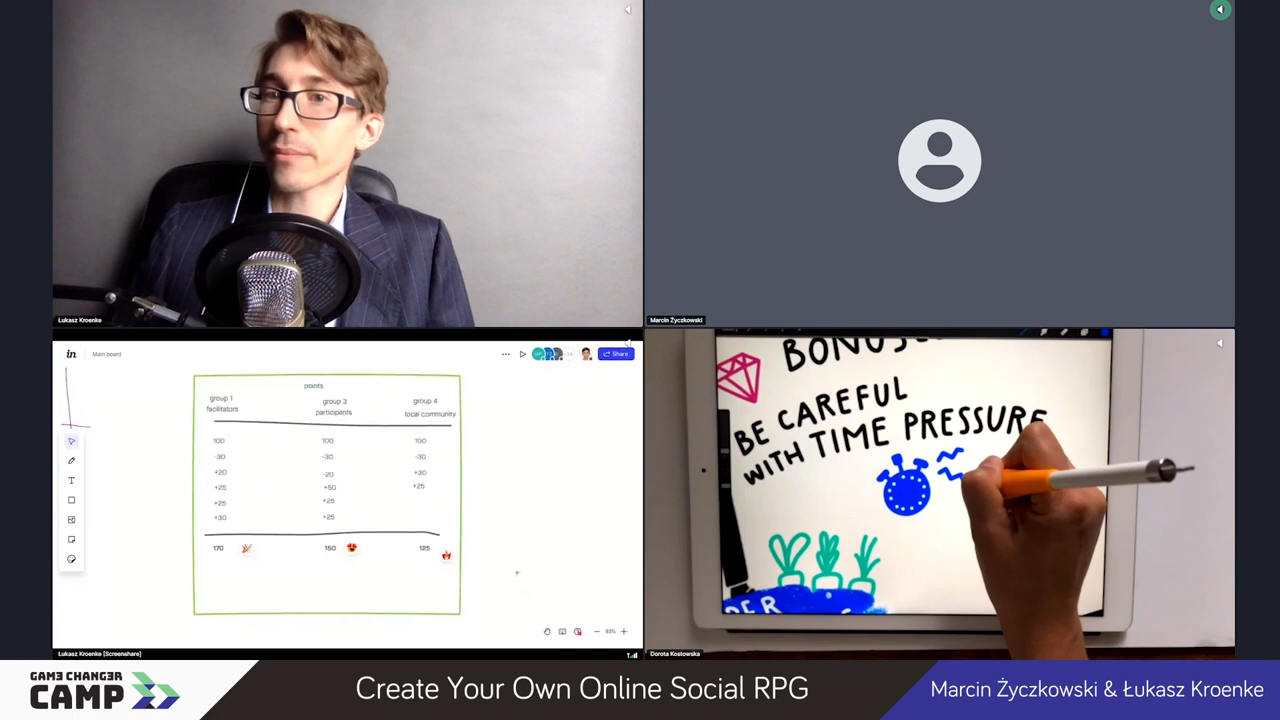 Łukasz Kroenke
Marcin Życzkowski
in Main board
Share
points
group 1 group 3 group 4
facilitators participants local community
100 100 100
-30 -30 -30
+20 -20 +30
+25 +50 +25
+25 +25
+30 +25
170 150 125
93%
Łukasz Kroenke [Screenshare]
BE CAREFUL
WITH TIME PRESSURE
Dorota Kostowska
GAME CHANGER
CAMP
Create Your Own Online Social RPG
Marcin Życzkowski & Łukasz Kroenke